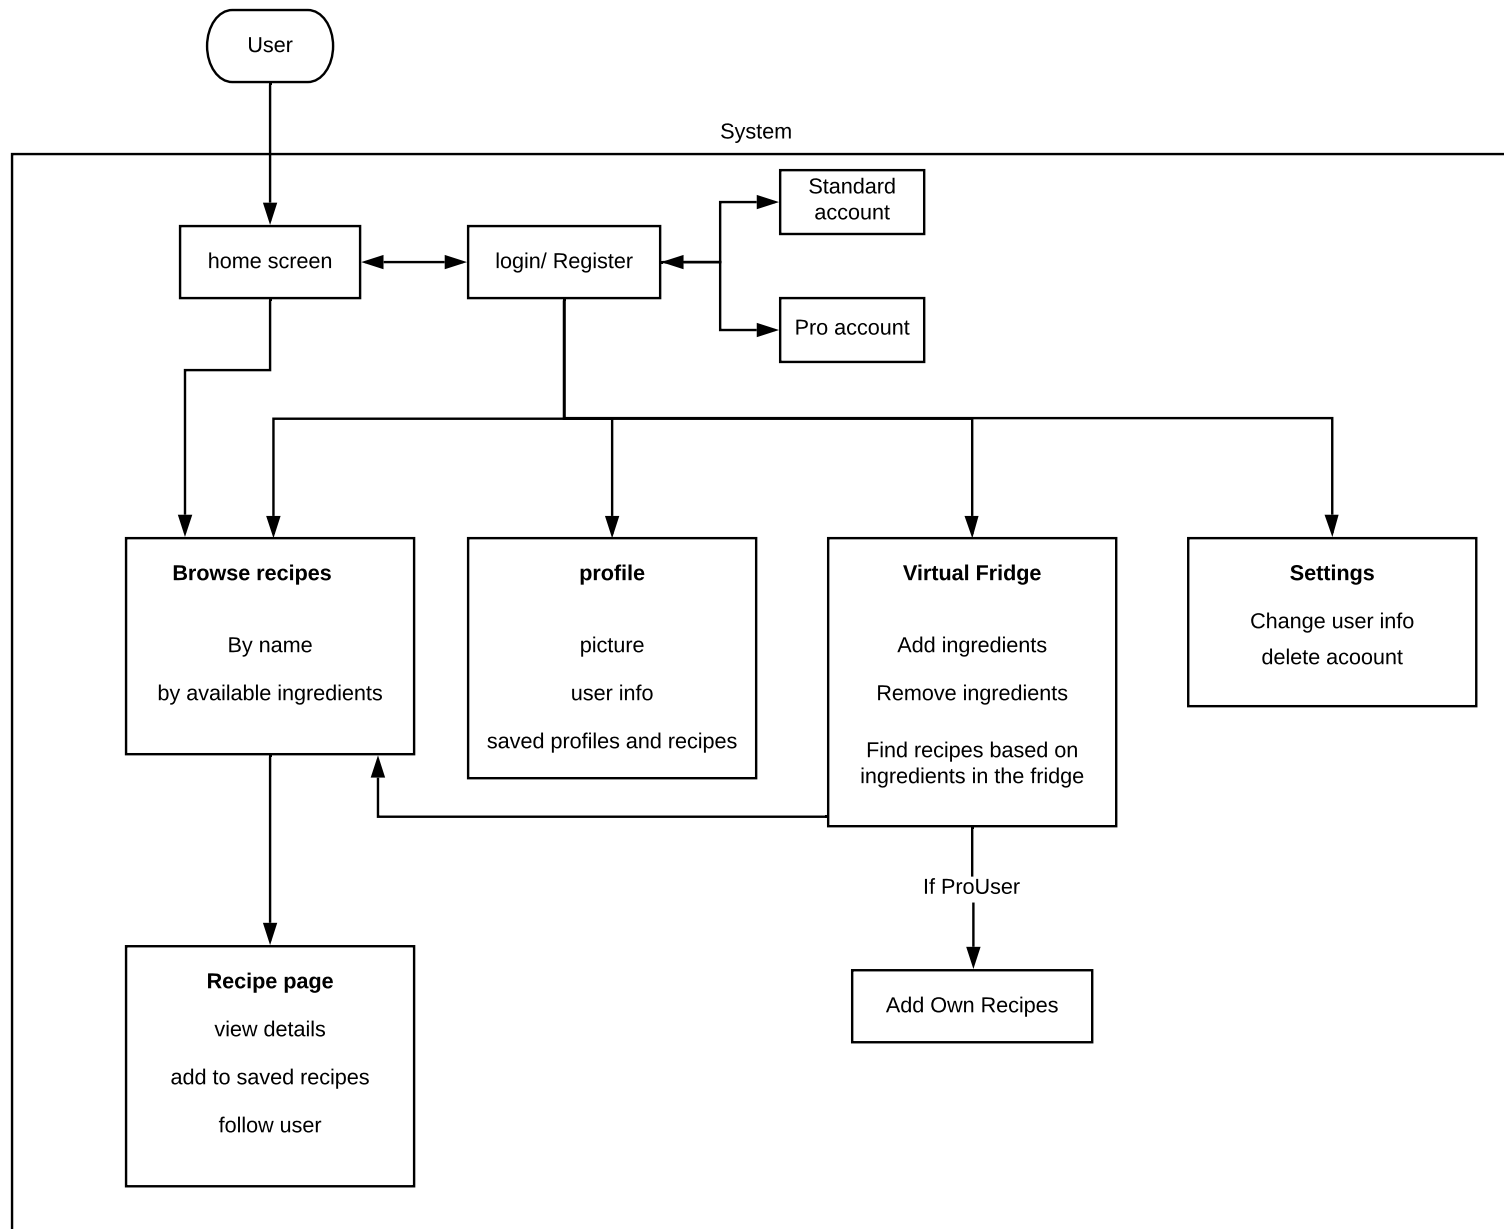 User
System
Standard
account
home screen
login/ Register
Pro account
Browse recipes
By name
by available ingredients
profile
picture
user info
saved profiles and recipes
Virtual Fridge
Add ingredients
Remove ingredients
Find recipes based on
ingredients in the fridge
Settings
Change user info
delete acoount
If ProUser
Recipe page
view details
add to saved recipes
follow user
Add Own Recipes